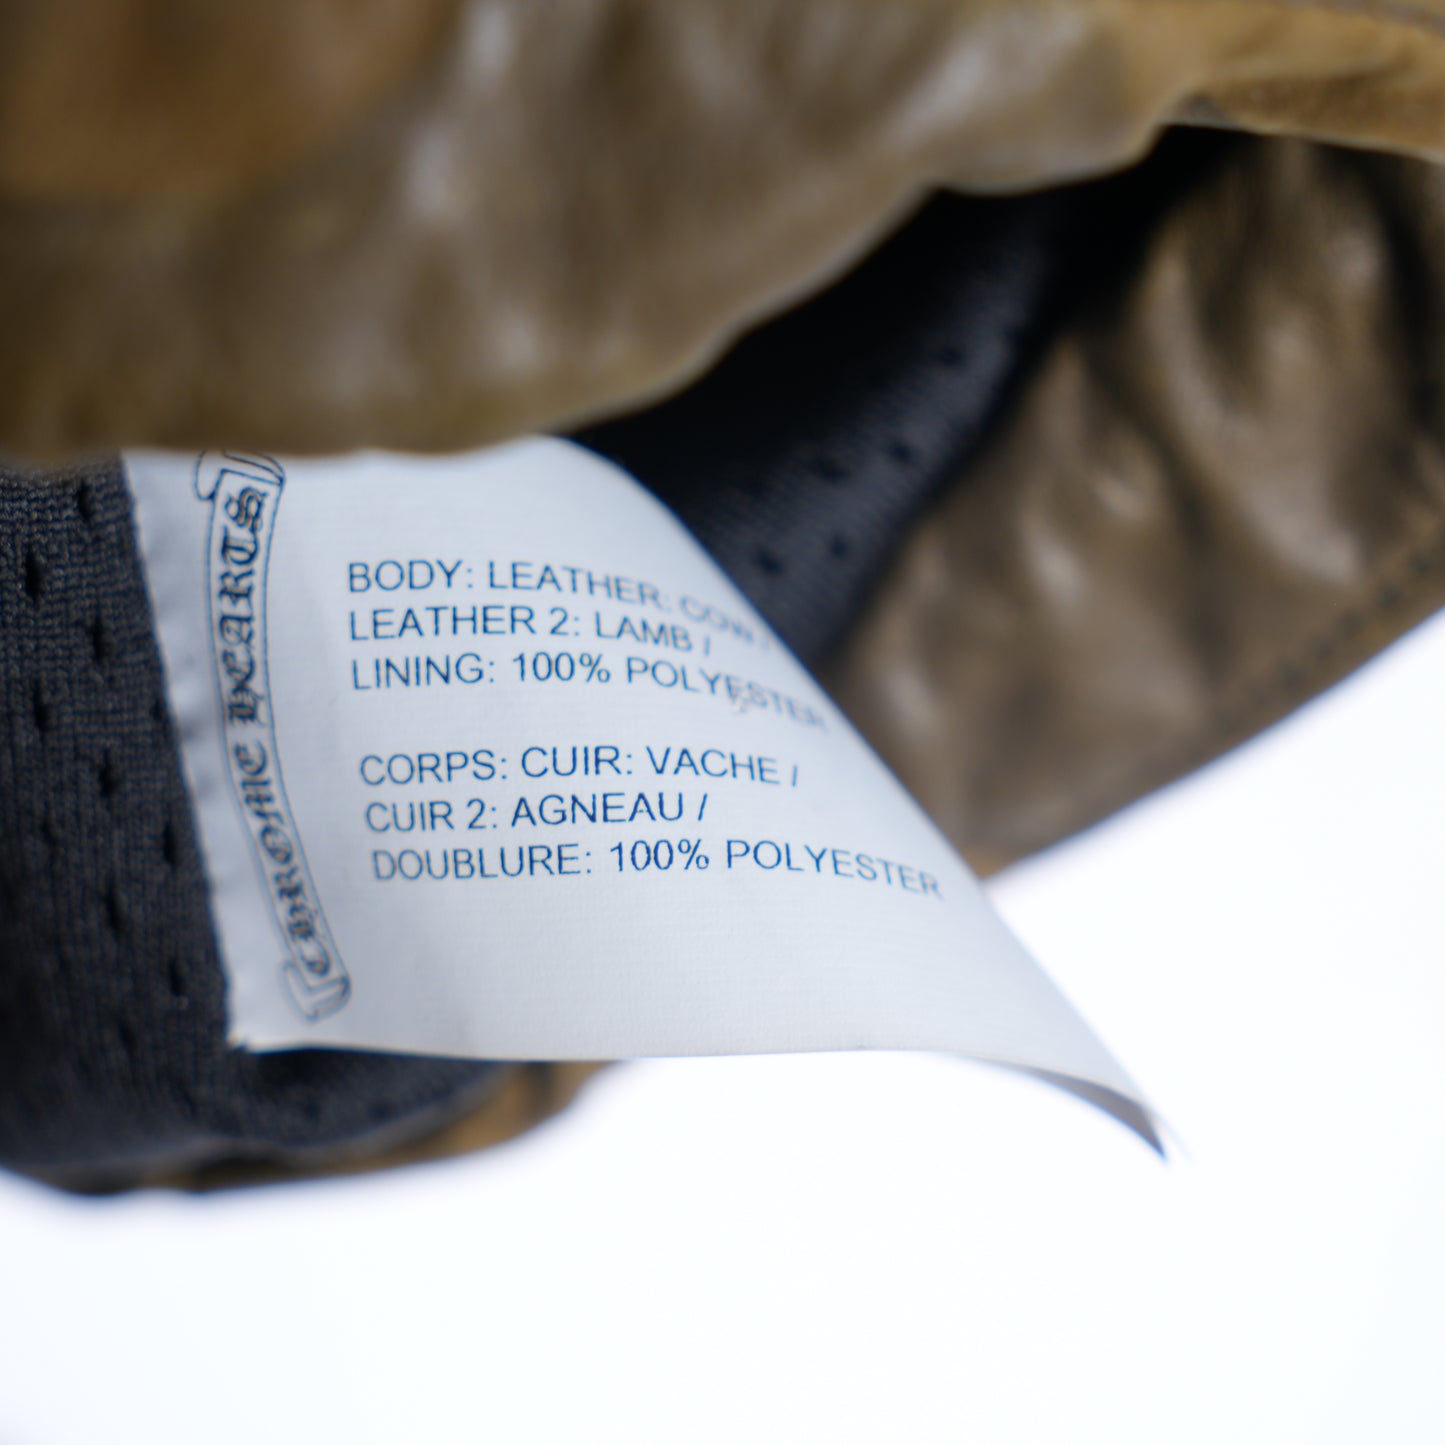 CHROME HEARTS
BODY: LEATHER: COW /
LEATHER 2: LAMB /
LINING: 100% POLYESTER
CORPS: CUIR: VACHE /
CUIR 2: AGNEAU /
DOUBLURE: 100% POLYESTER